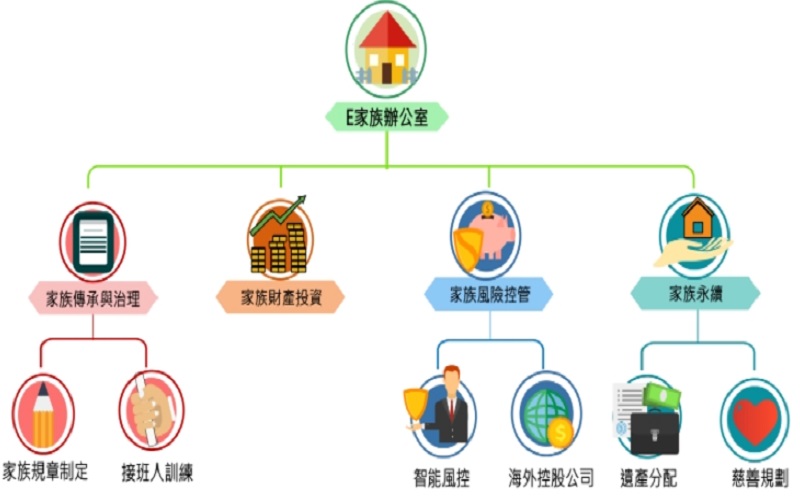 E家族辦公室
家族傳承與治理
家族財產投資
家族風險控管
家族永續
家族規章制定
接班人訓練
智能風控
海外控股公司
遺產分配
慈善規劃